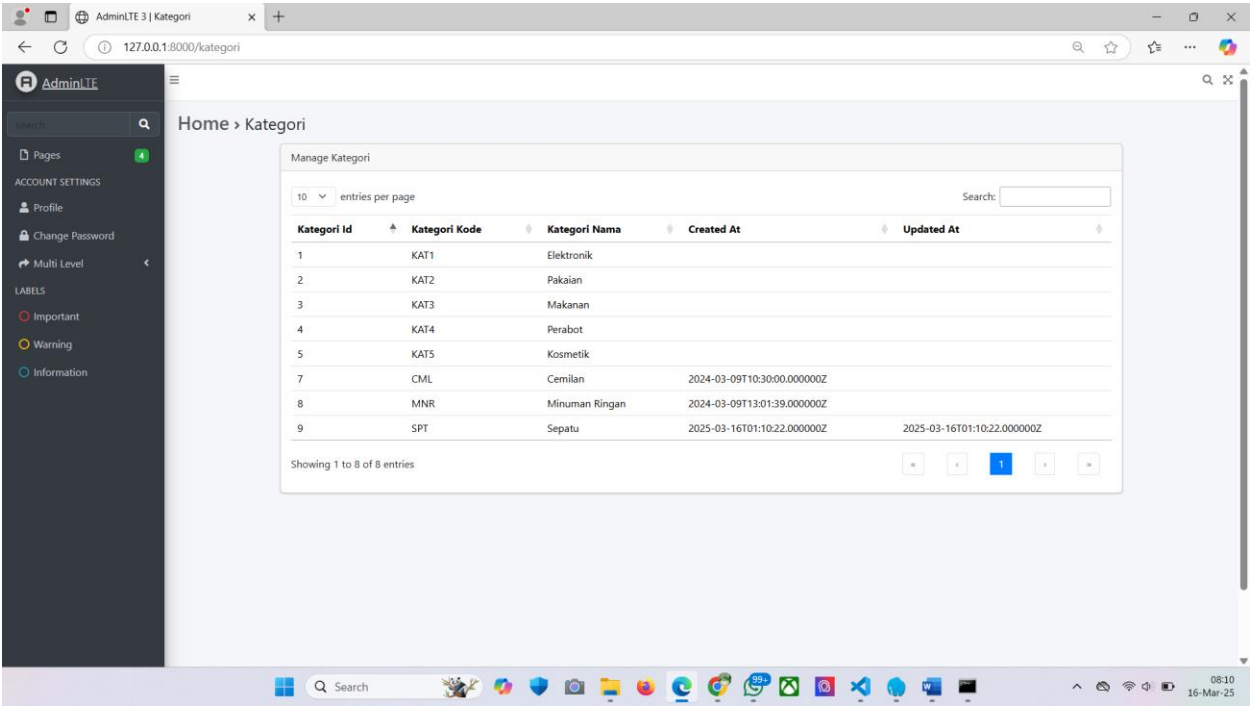 AdminLTE 3 | Kategori
127.0.0.1:8000/kategori
AdminLTE
search
Home › Kategori
Pages 4
ACCOUNT SETTINGS
Profile
Change Password
Multi Level
LABELS
Important
Warning
Information
Manage Kategori
10 entries per page Search:
Kategori Id Kategori Kode Kategori Nama Created At Updated At
1 KAT1 Elektronik
2 KAT2 Pakaian
3 KAT3 Makanan
4 KAT4 Perabot
5 KAT5 Kosmetik
7 CML Cemilan 2024-03-09T10:30:00.000000Z
8 MNR Minuman Ringan 2024-03-09T13:01:39.000000Z
9 SPT Sepatu 2025-03-16T01:10:22.000000Z 2025-03-16T01:10:22.000000Z
Showing 1 to 8 of 8 entries « ‹ 1 › »
Search 99+ 08:10
16-Mar-25